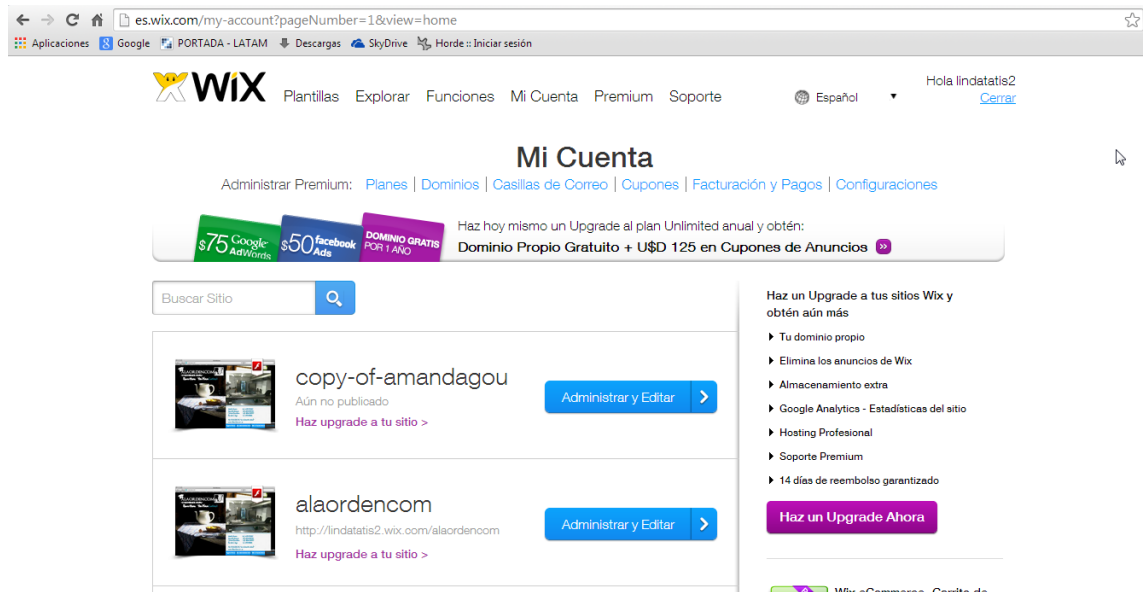 es.wix.com/my-account?pageNumber=1&view=home
Aplicaciones Google PORTADA - LATAM Descargas SkyDrive Horde :: Iniciar sesión
WiX Plantillas Explorar Funciones Mi Cuenta Premium Soporte Español Hola lindatatis2
Cerrar
Mi Cuenta
Administrar Premium: Planes | Dominios | Casillas de Correo | Cupones | Facturación y Pagos | Configuraciones
$75 Google AdWords
$50 facebook Ads
DOMINIO GRATIS
POR 1 AÑO
Haz hoy mismo un Upgrade al plan Unlimited anual y obtén:
Dominio Propio Gratuito + U$D 125 en Cupones de Anuncios »
Buscar Sitio
copy-of-amandagou
Aún no publicado
Haz upgrade a tu sitio >
Administrar y Editar
alaordencom
http://lindatatis2.wix.com/alaordencom
Haz upgrade a tu sitio >
Administrar y Editar
Haz un Upgrade a tus sitios Wix y
obtén aún más
Tu dominio propio
Elimina los anuncios de Wix
Almacenamiento extra
Google Analytics - Estadísticas del sitio
Hosting Profesional
Soporte Premium
14 días de reembolso garantizado
Haz un Upgrade Ahora
Wix eCommerce- Carrito de